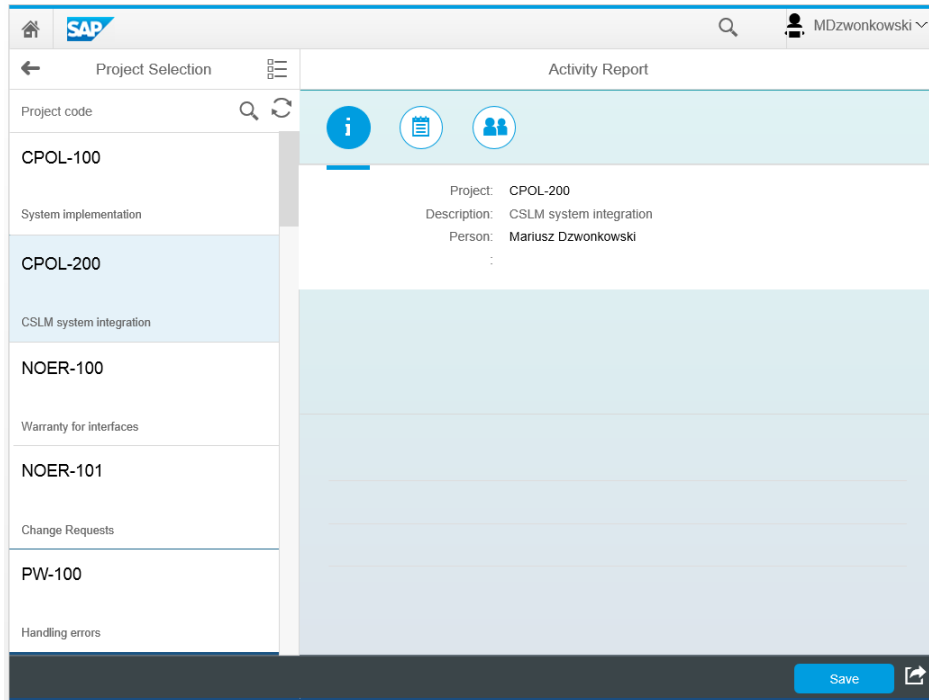 SAP
MDzwonkowski
Project Selection
Activity Report
Project code
CPOL-100
System implementation
CPOL-200
CSLM system integration
NOER-100
Warranty for interfaces
NOER-101
Change Requests
PW-100
Handling errors
i
Project: CPOL-200
Description: CSLM system integration
Person: Mariusz Dzwonkowski
:
Save